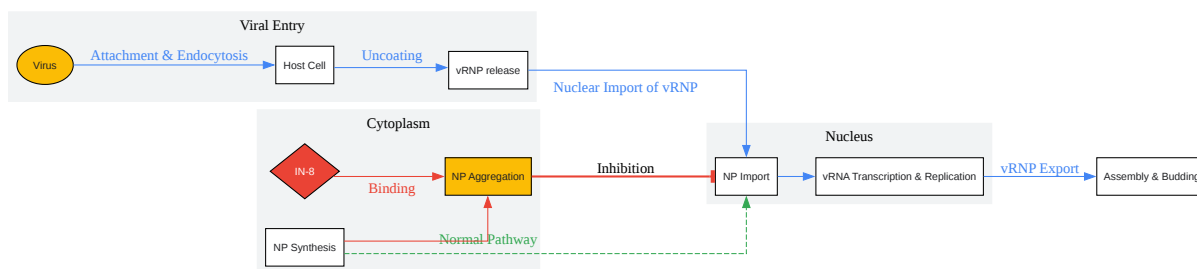 Viral Entry
Virus
Attachment & Endocytosis
Host Cell
Uncoating
vRNP release
Nuclear Import of vRNP
Cytoplasm
IN-8
Binding
NP Aggregation
Inhibition
NP Synthesis
Normal Pathway
Nucleus
NP Import
vRNA Transcription & Replication
vRNP Export
Assembly & Budding